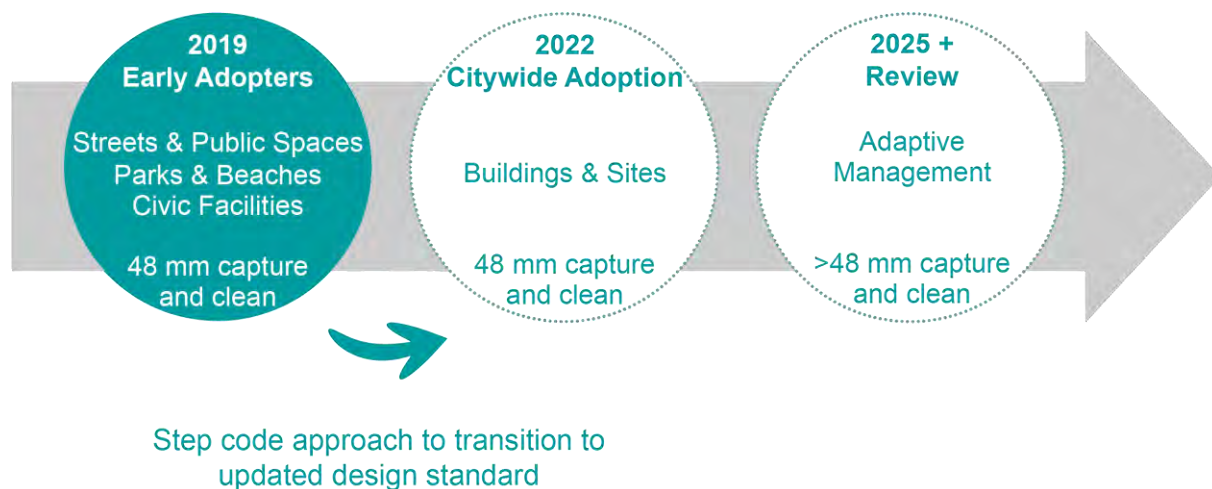 2019
Early Adopters
Streets & Public Spaces
Parks & Beaches
Civic Facilities
48 mm capture
and clean
2022
Citywide Adoption
Buildings & Sites
48 mm capture
and clean
2025 +
Review
Adaptive
Management
>48 mm capture
and clean
Step code approach to transition to
updated design standard